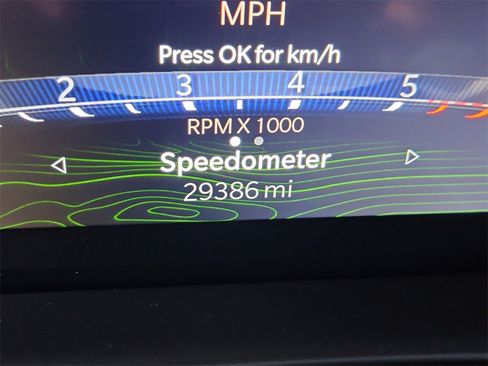 MPH
Press OK for km/h
2 3 4 5
RPM X 1000
Speedometer
29386 mi